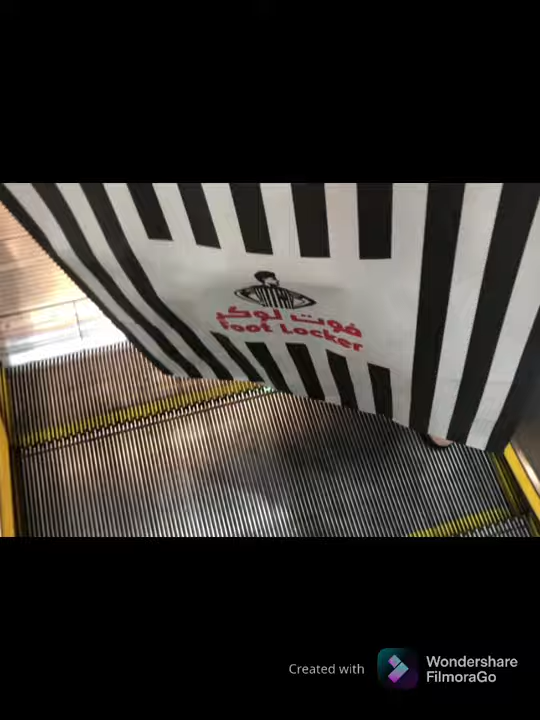 فوت لوكر
Foot Locker
Created with
Wondershare
FilmoraGo